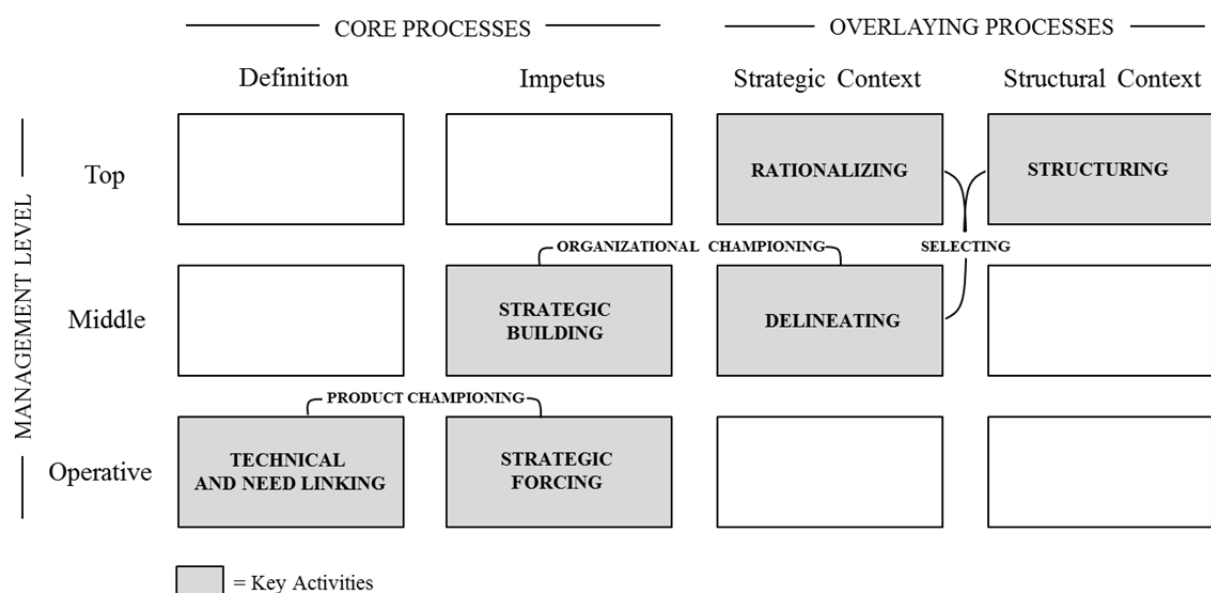 CORE PROCESSES
OVERLAYING PROCESSES
Definition
Impetus
Strategic Context
Structural Context
MANAGEMENT LEVEL
Top
RATIONALIZING
STRUCTURING
ORGANIZATIONAL CHAMPIONING
SELECTING
Middle
STRATEGIC
BUILDING
DELINEATING
PRODUCT CHAMPIONING
Operative
TECHNICAL
AND NEED LINKING
STRATEGIC
FORCING
= Key Activities